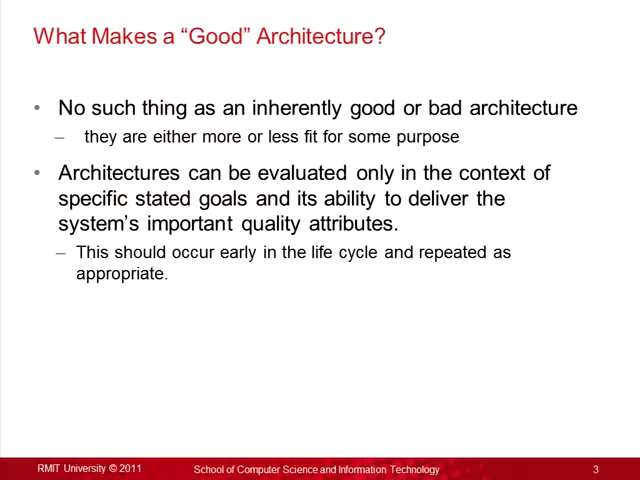 What Makes a “Good” Architecture?
• No such thing as an inherently good or bad architecture
– they are either more or less fit for some purpose
• Architectures can be evaluated only in the context of
specific stated goals and its ability to deliver the
system’s important quality attributes.
– This should occur early in the life cycle and repeated as
appropriate.
RMIT University © 2011 School of Computer Science and Information Technology 3